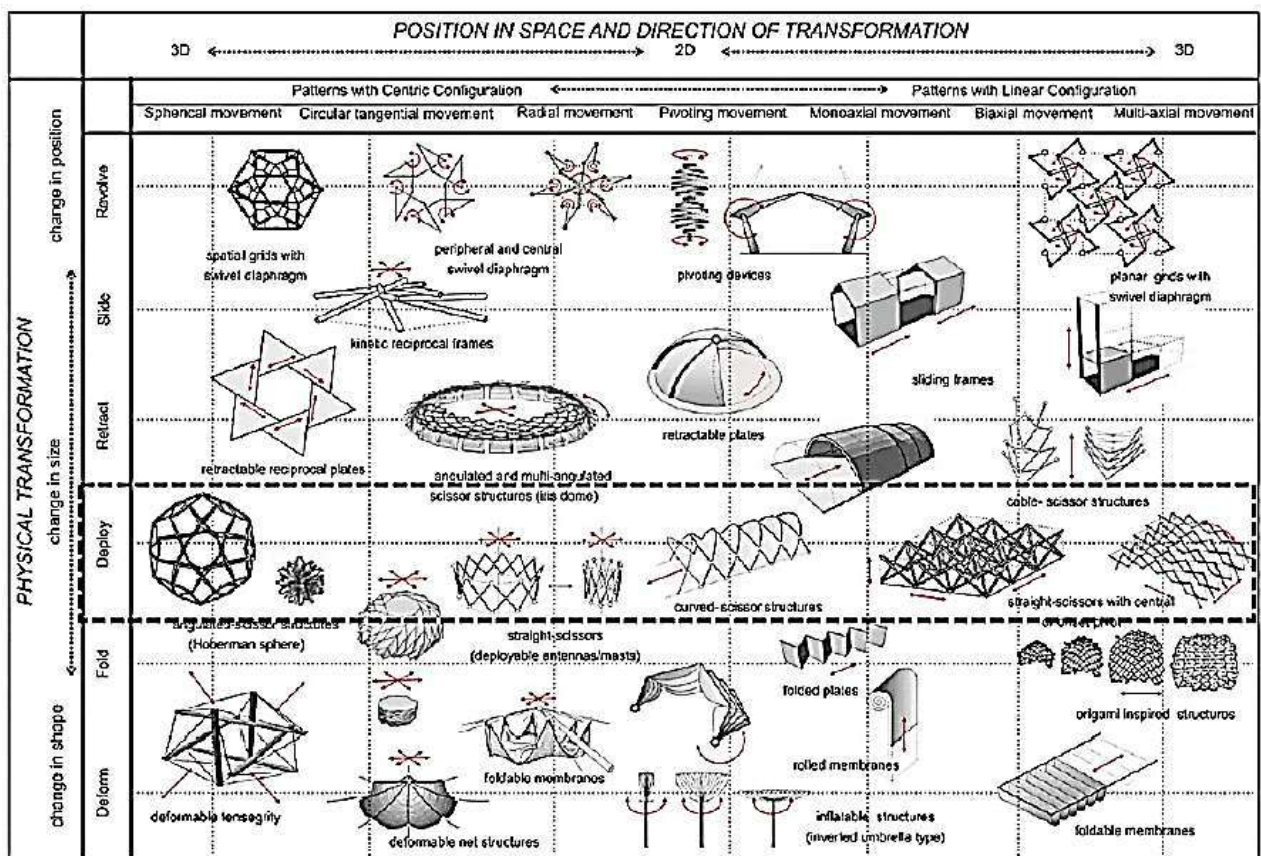 POSITION IN SPACE AND DIRECTION OF TRANSFORMATION
3D
2D
3D
Patterns with Centric Configuration
Patterns with Linear Configuration
Spherical movement
Circular tangential movement
Radial movement
Pivoting movement
Monoaxial movement
Biaxial movement
Multi-axial movement
PHYSICAL TRANSFORMATION
change in position
change in size
change in shape
Revolve
Slide
Retract
Deploy
Fold
Deform
spatial grids with
swivel diaphragm
peripheral and central
swivel diaphragm
pivoting devices
planar grids with
swivel diaphragm
kinetic reciprocal frames
sliding frames
retractable reciprocal plates
angulated and multi-angulated
scissor structures (iris dome)
retractable plates
cable- scissor structures
angulated-scissor structures
(Hoberman sphere)
straight-scissors
(deployable antennas/masts)
curved-scissor structures
straight-scissors with central
folded plates
origami inspired structures
deformable tensegrity
foldable membranes
rolled membranes
deformable net structures
inflatable structures
(inverted umbrella type)
foldable membranes